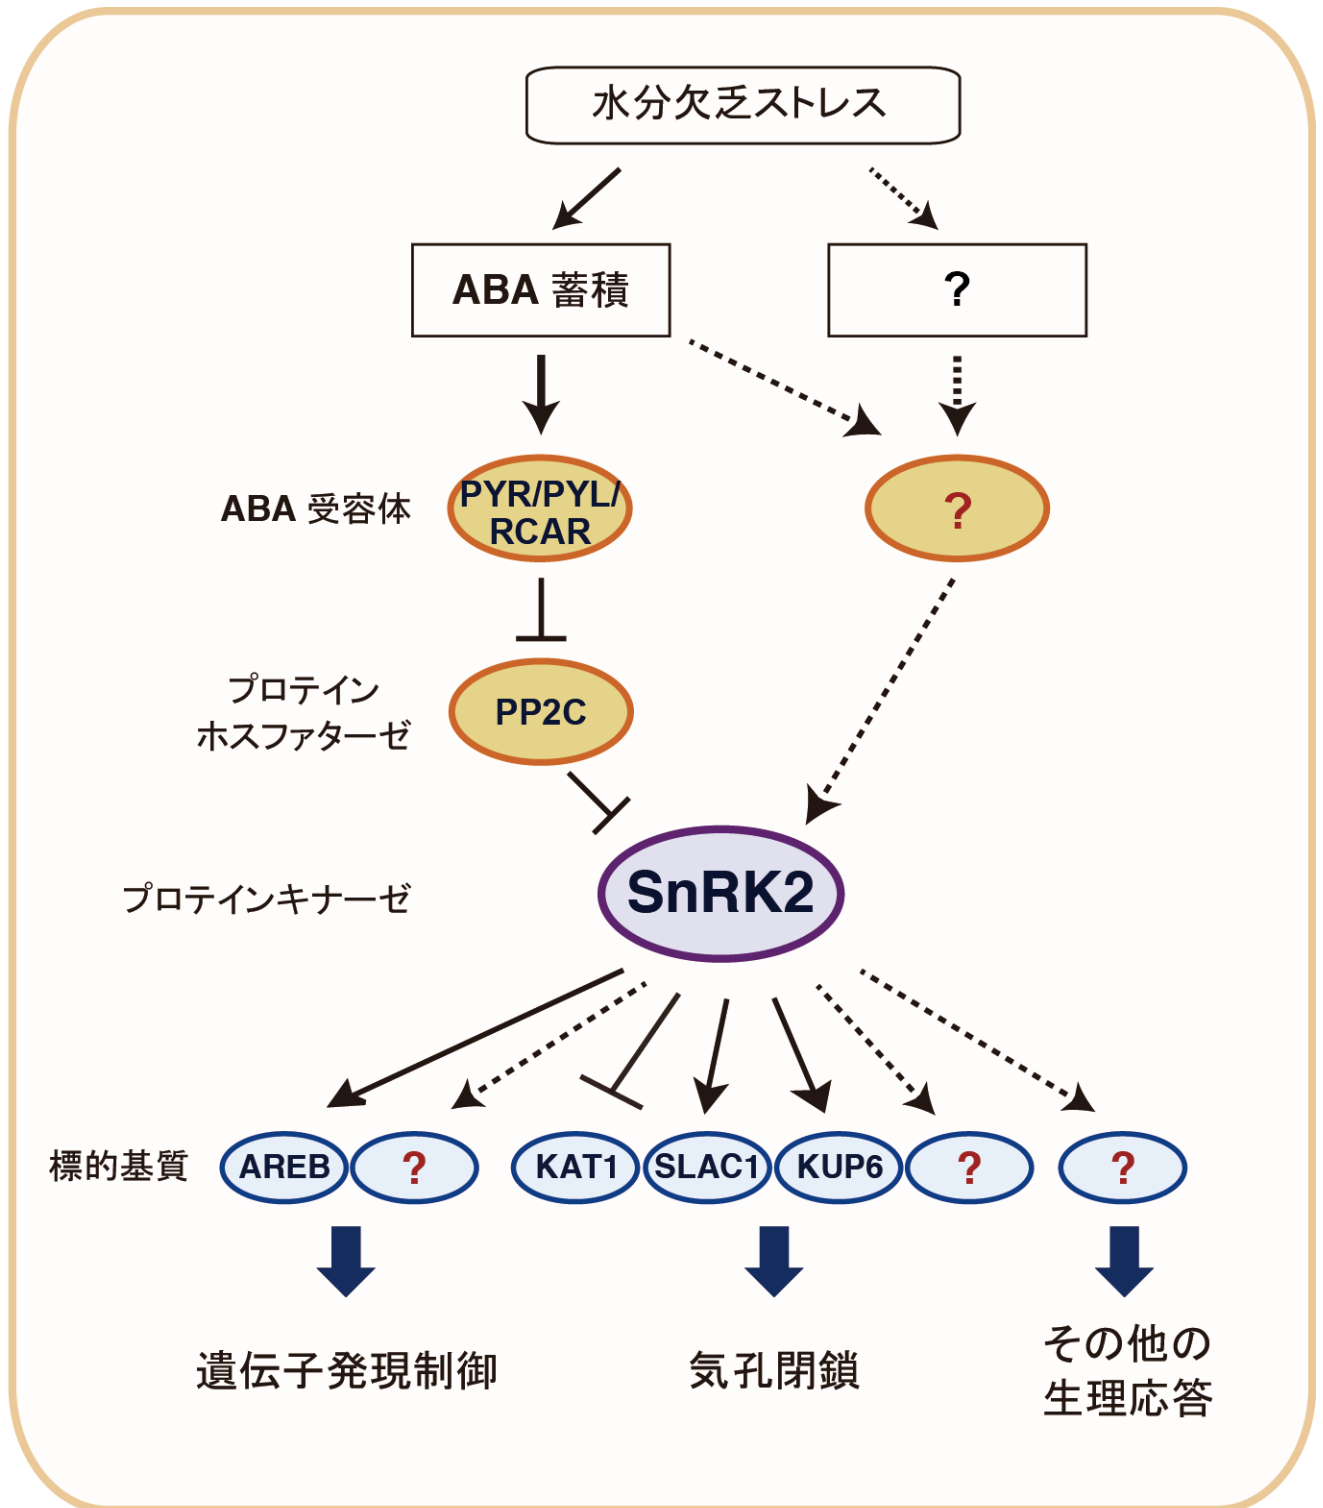 水分欠乏ストレス
ABA 蓄積
?
ABA 受容体
PYR/PYL/
RCAR
?
プロテイン
ホスファターゼ
PP2C
プロテインキナーゼ
SnRK2
標的基質
AREB
?
KAT1
SLAC1
KUP6
?
?
遺伝子発現制御
気孔閉鎖
その他の
生理応答